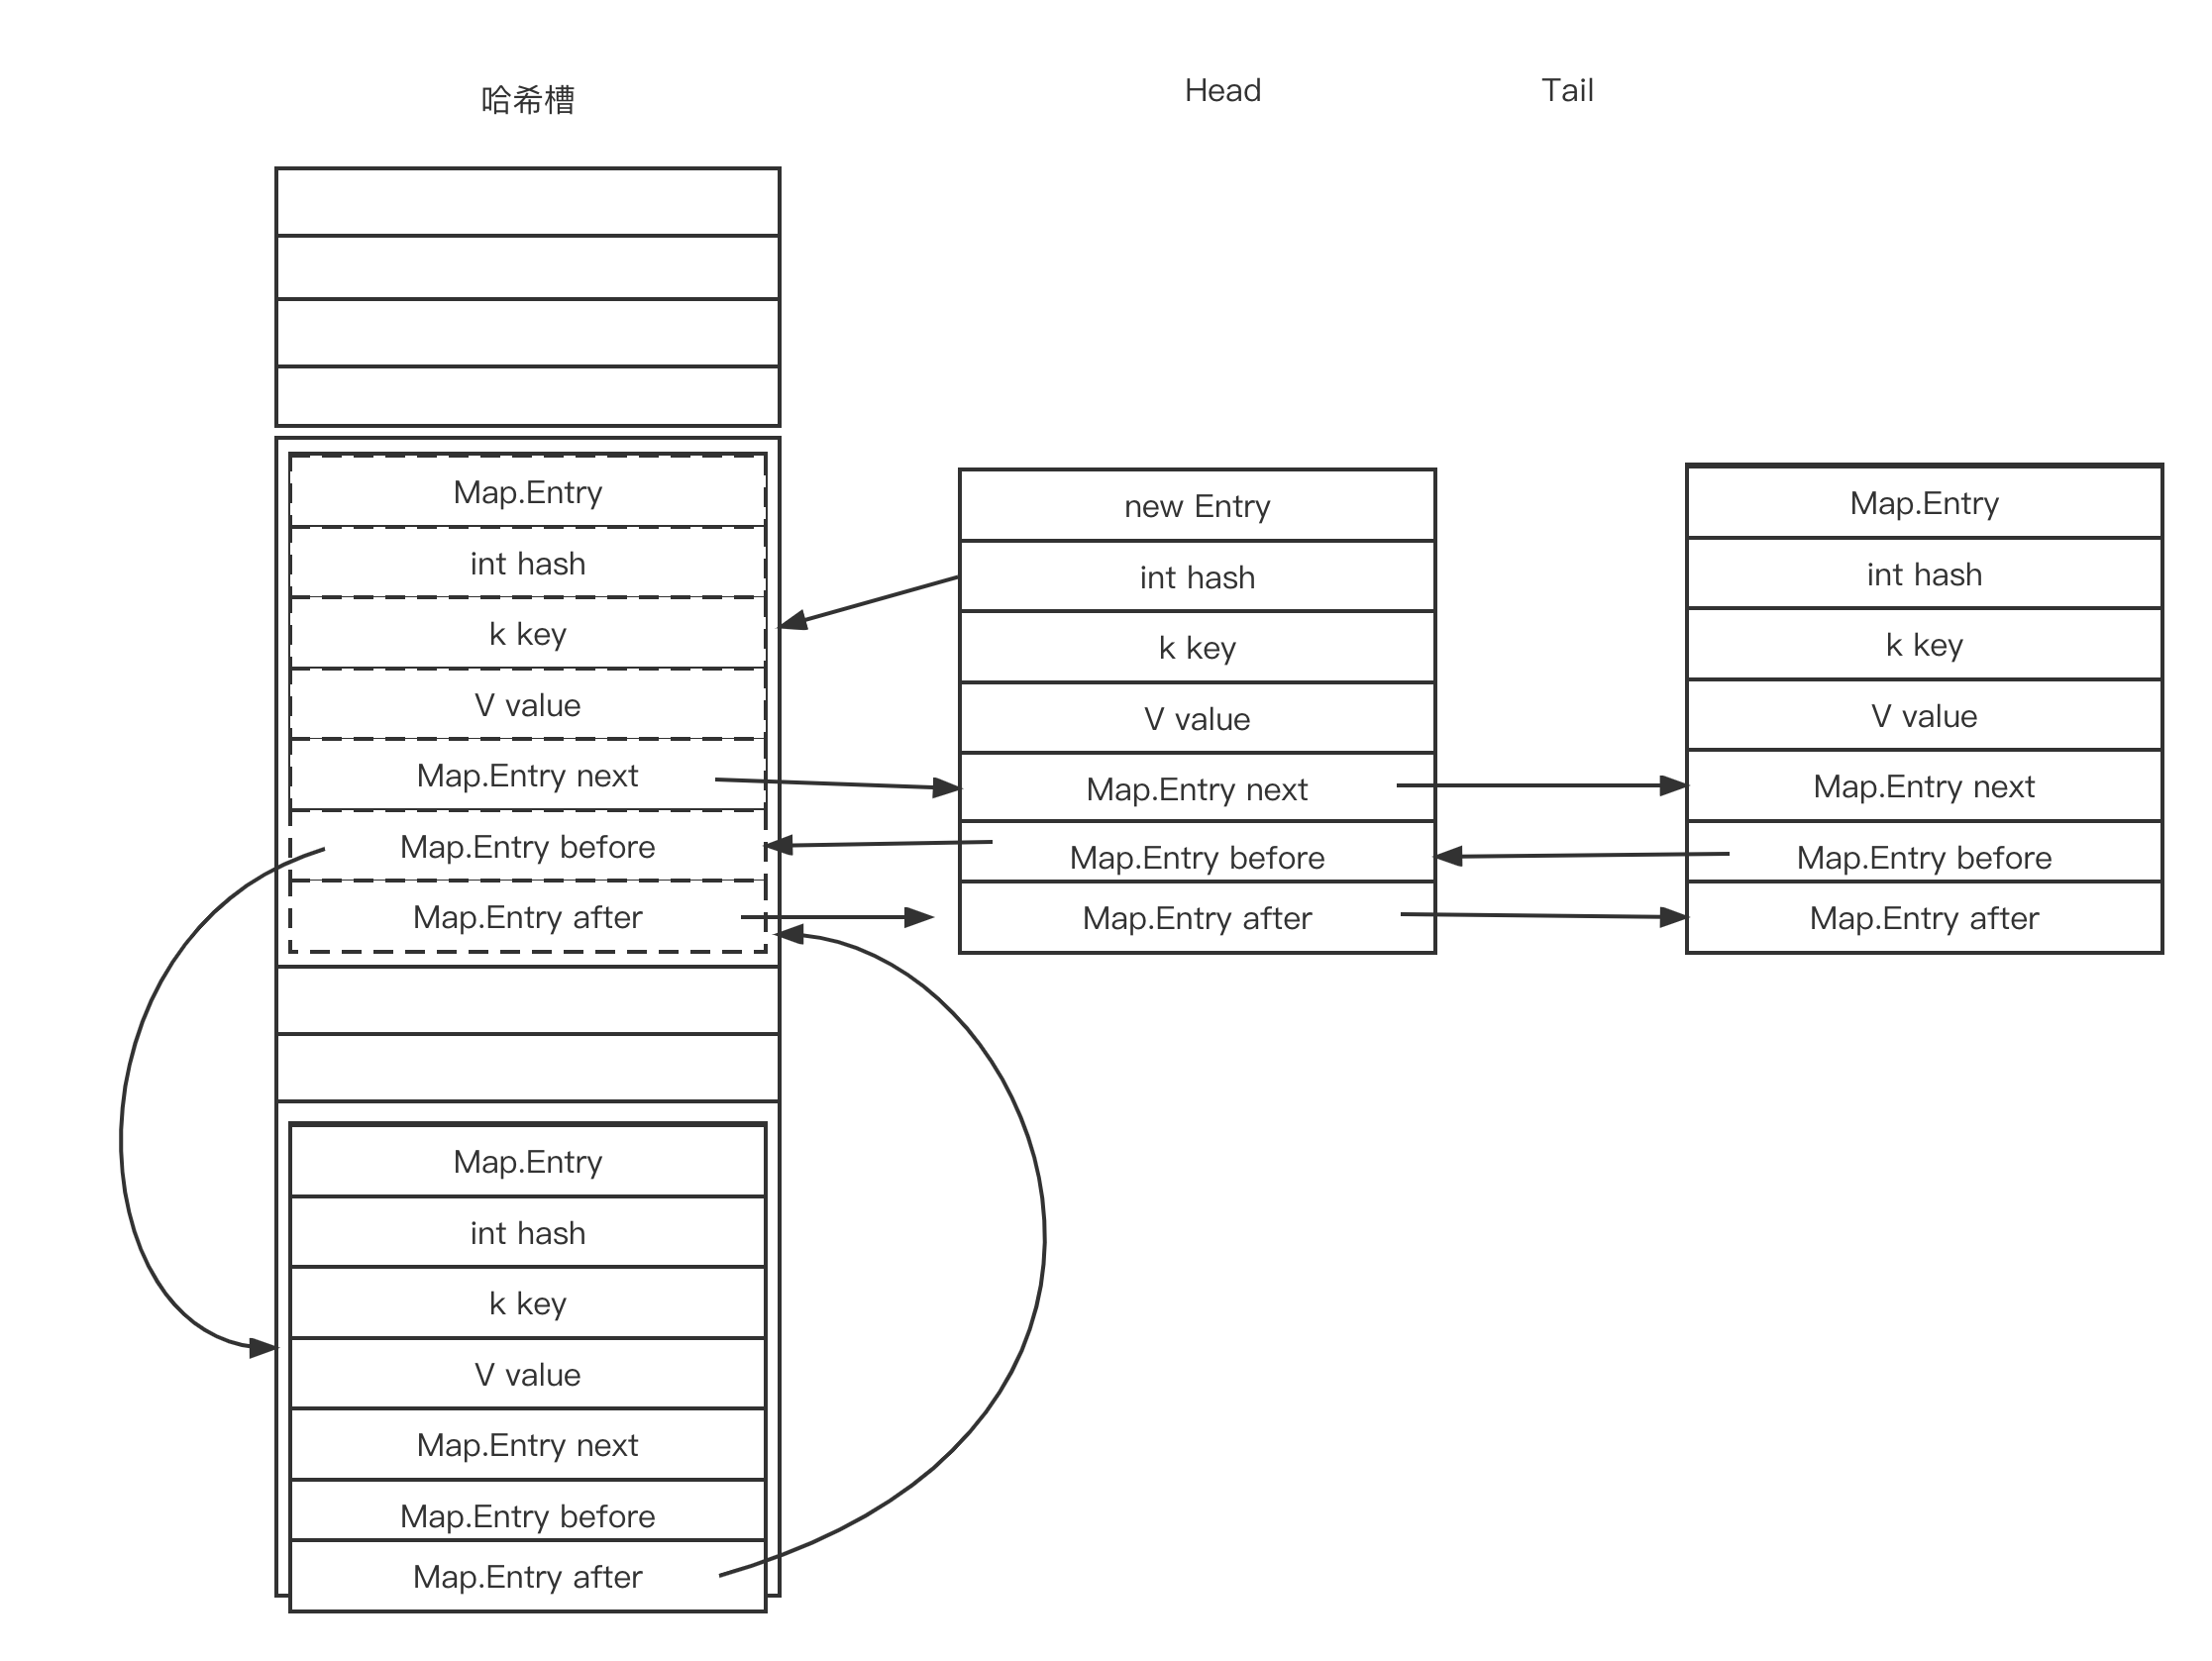 哈希槽
Head
Tail
Map.Entry
int hash
k key
V value
Map.Entry next
Map.Entry before
Map.Entry after
new Entry
int hash
k key
V value
Map.Entry next
Map.Entry before
Map.Entry after
Map.Entry
int hash
k key
V value
Map.Entry next
Map.Entry before
Map.Entry after
Map.Entry
int hash
k key
V value
Map.Entry next
Map.Entry before
Map.Entry after